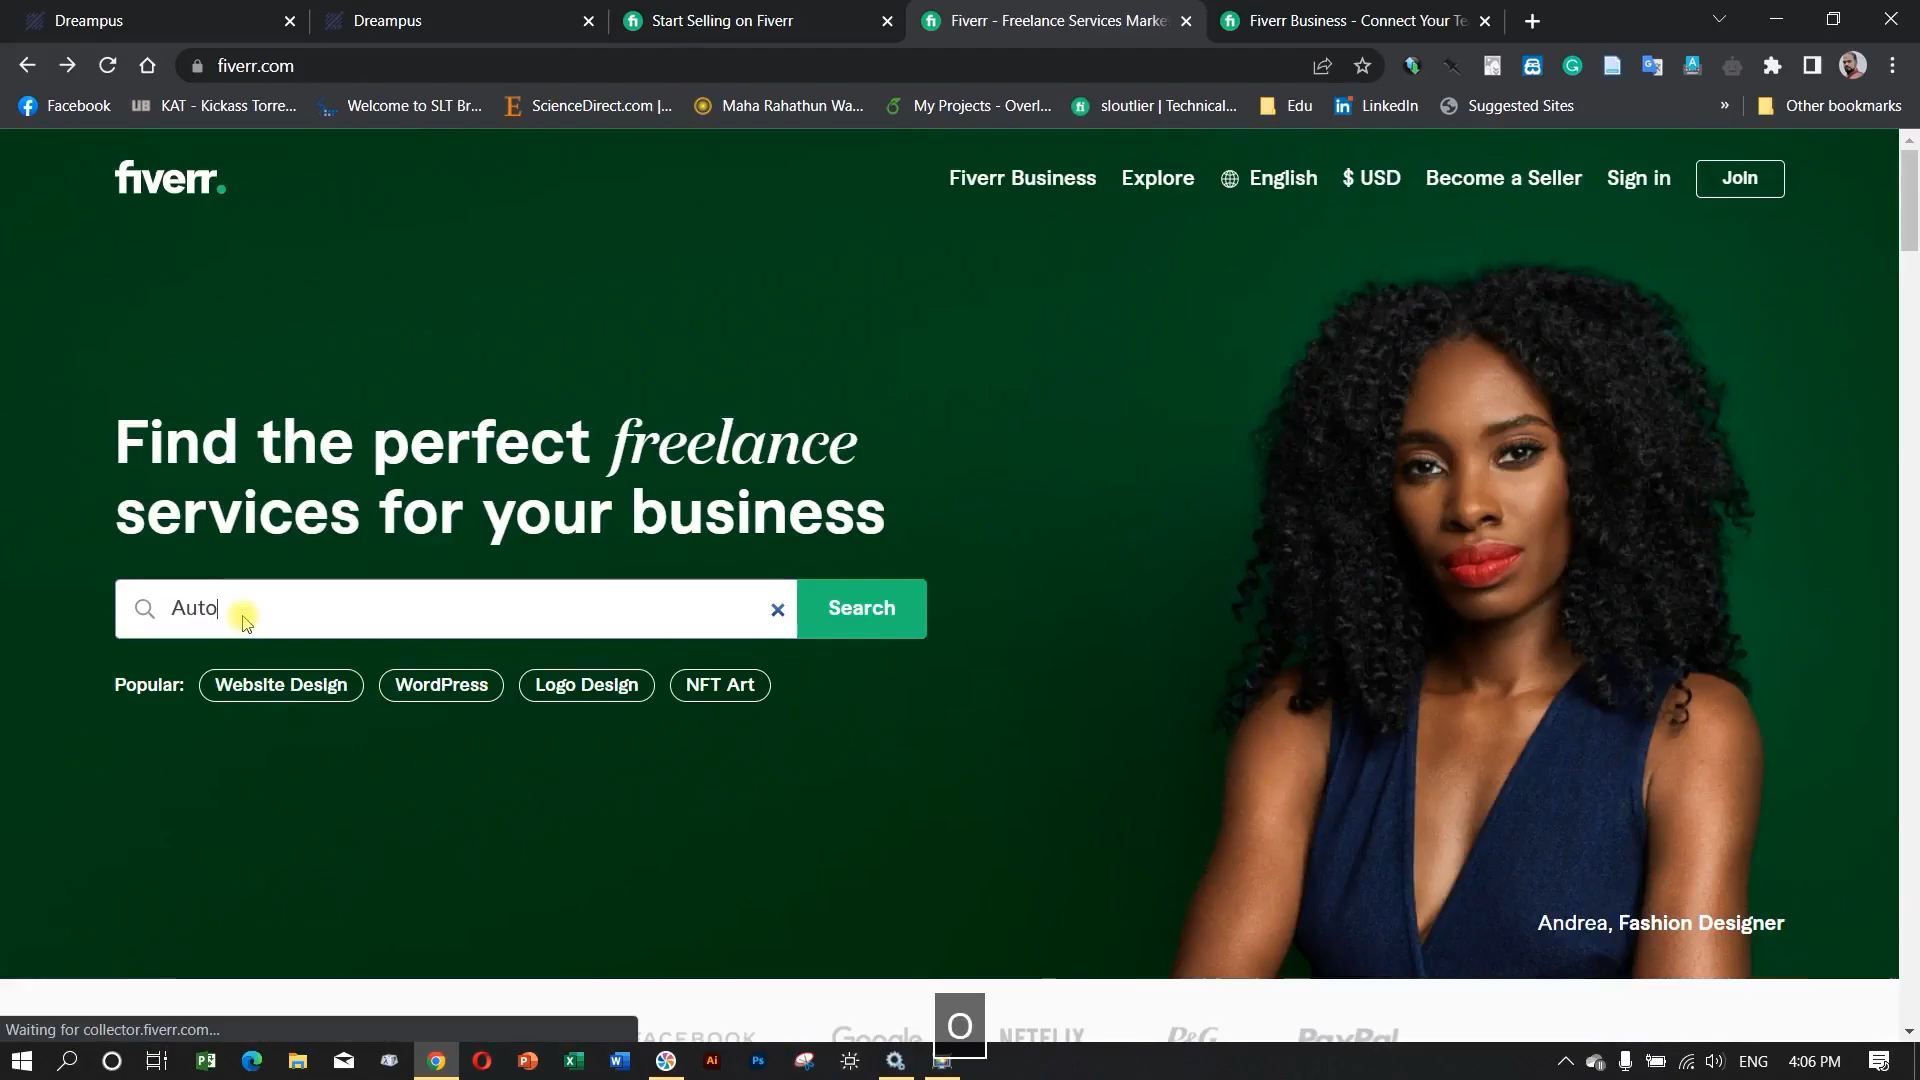 Dreampus
Dreampus
Start Selling on Fiverr
Fiverr - Freelance Services Marke
Fiverr Business - Connect Your Te
fiverr.com
Facebook
KAT - Kickass Torre...
Welcome to SLT Br...
ScienceDirect.com |...
Maha Rahathun Wa...
My Projects - Overl...
sloutlier | Technical...
Edu
LinkedIn
Suggested Sites
»
Other bookmarks
fiverr.
Fiverr Business
Explore
English
$ USD
Become a Seller
Sign in
Join
Find the perfect freelance
services for your business
Auto
Search
Popular:
Website Design
WordPress
Logo Design
NFT Art
Andrea, Fashion Designer
FACEBOOK
Google
NETFLIX
P&G
PayPal
O
Waiting for collector.fiverr.com...
ENG
4:06 PM